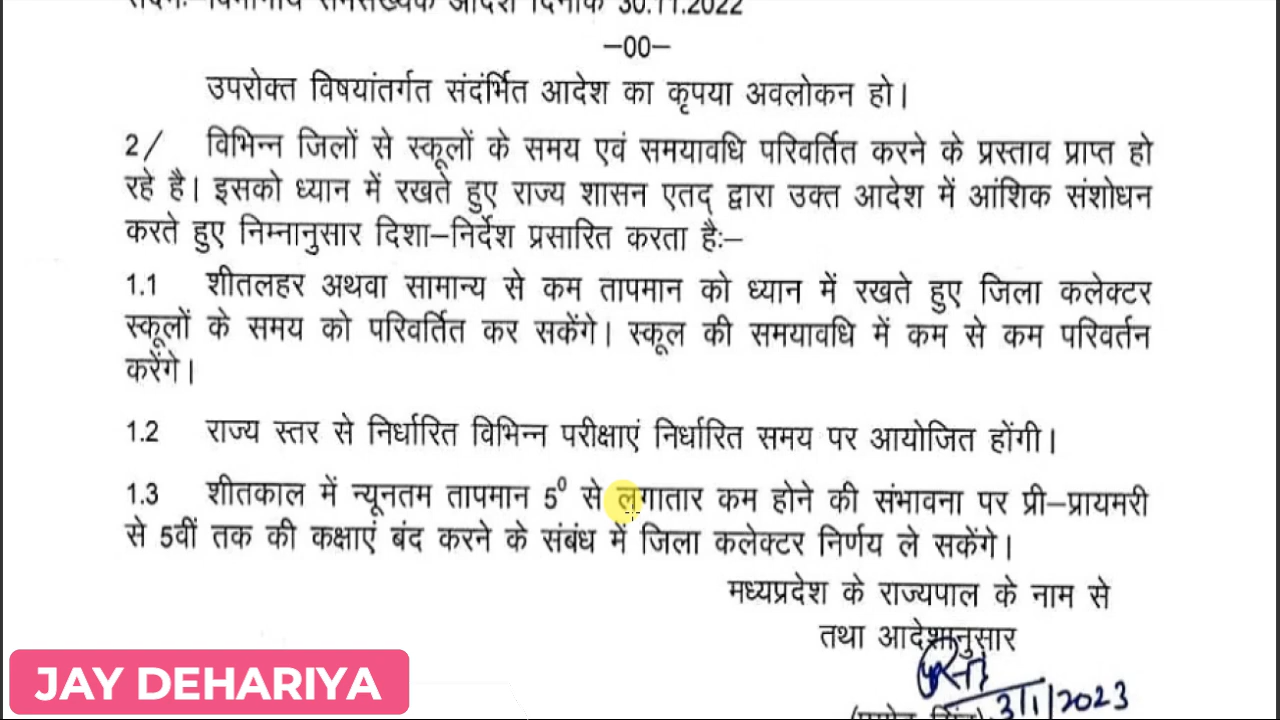 आदेश दिनांक 30.11.2022
—00—
उपरोक्त विषयांतर्गत संदंर्भित आदेश का कृपया अवलोकन हो।
2/ विभिन्न जिलों से स्कूलों के समय एवं समयावधि परिवर्तित करने के प्रस्ताव प्राप्त हो
रहे है। इसको ध्यान में रखते हुए राज्य शासन एतद् द्वारा उक्त आदेश में आंशिक संशोधन
करते हुए निम्नानुसार दिशा–निर्देश प्रसारित करता हैः–
1.1 शीतलहर अथवा सामान्य से कम तापमान को ध्यान में रखते हुए जिला कलेक्टर
स्कूलों के समय को परिवर्तित कर सकेंगे। स्कूल की समयावधि में कम से कम परिवर्तन
करेंगे।
1.2 राज्य स्तर से निर्धारित विभिन्न परीक्षाएं निर्धारित समय पर आयोजित होंगी।
1.3 शीतकाल में न्यूनतम तापमान 5⁰ से लगातार कम होने की संभावना पर प्री–प्रायमरी
से 5वीं तक की कक्षाएं बंद करने के संबंध में जिला कलेक्टर निर्णय ले सकेंगे।
मध्यप्रदेश के राज्यपाल के नाम से
तथा आदेशानुसार
3/1/2023
JAY DEHARIYA